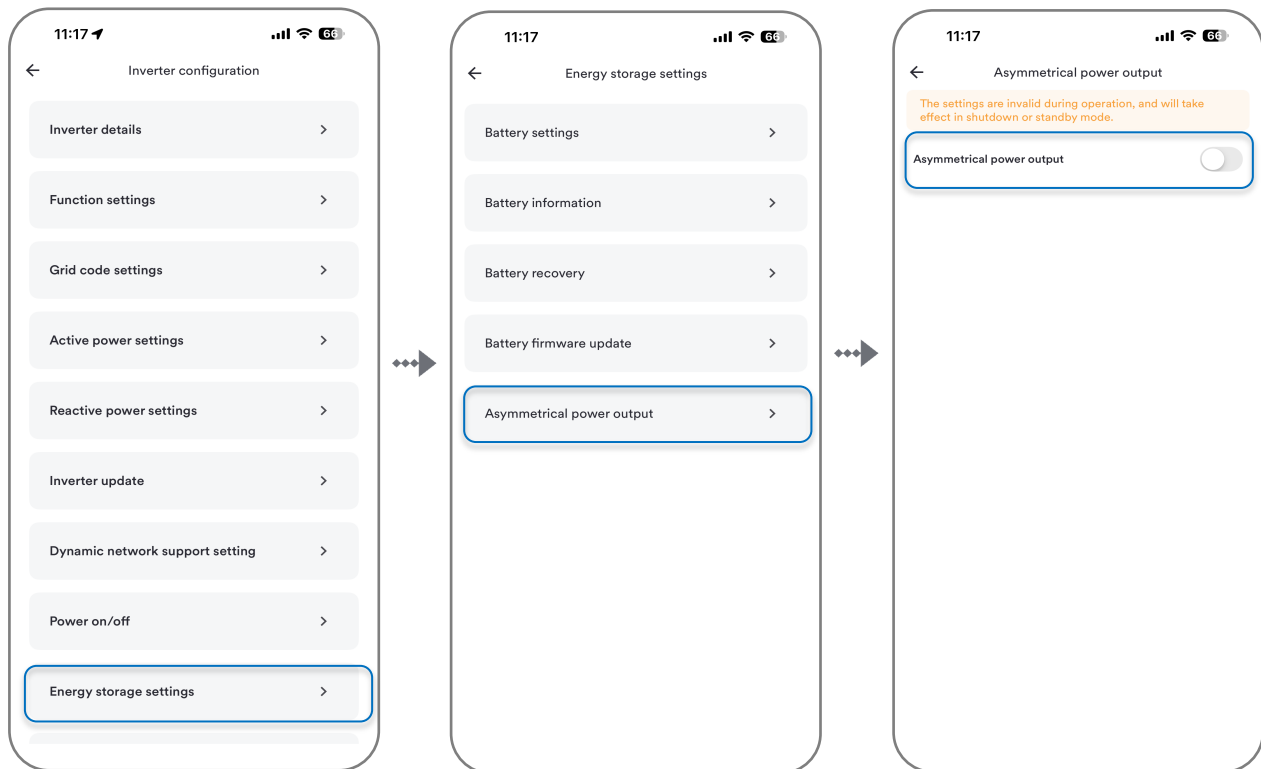 11:17
66
Inverter configuration
Inverter details
Function settings
Grid code settings
Active power settings
Reactive power settings
Inverter update
Dynamic network support setting
Power on/off
Energy storage settings
11:17
66
Energy storage settings
Battery settings
Battery information
Battery recovery
Battery firmware update
Asymmetrical power output
11:17
66
Asymmetrical power output
The settings are invalid during operation, and will take
effect in shutdown or standby mode.
Asymmetrical power output